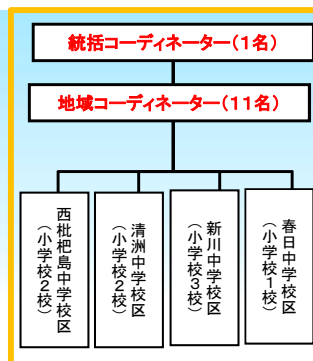 統括コーディネーター(1名)
地域コーディネーター(11名)
西枇杷島中学校区
(小学校2校)
清洲中学校区
(小学校2校)
新川中学校区
(小学校3校)
春日中学校区
(小学校1校)